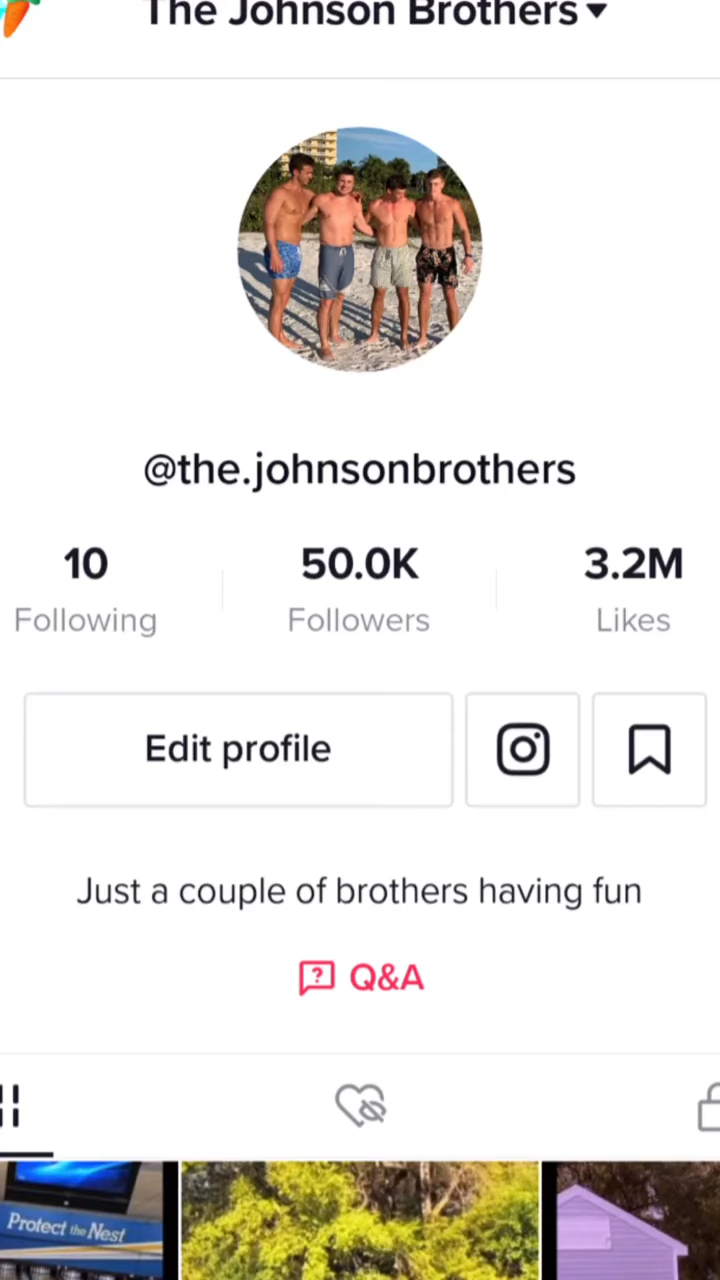 The Johnson Brothers
@the.johnsonbrothers
10 50.0K 3.2M
Following Followers Likes
Edit profile
Just a couple of brothers having fun
Q&A
Protect the Nest